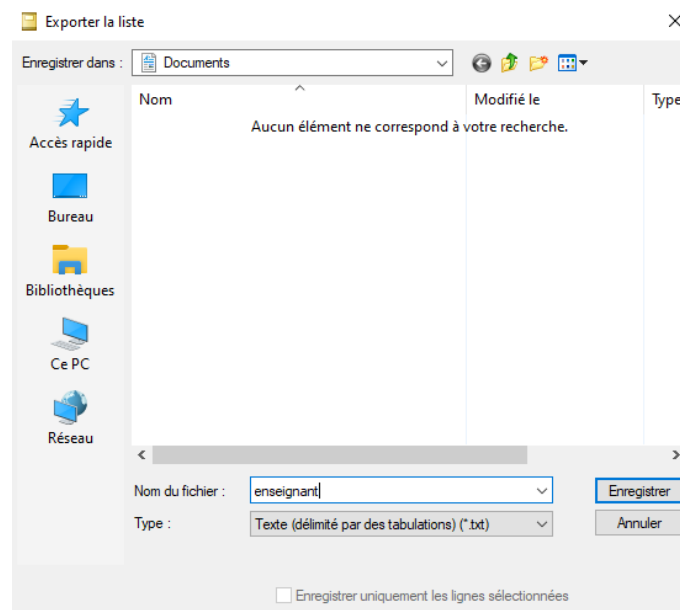 Exporter la liste
Enregistrer dans : Documents
Nom Modifié le Type
Aucun élément ne correspond à votre recherche.
Accès rapide
Bureau
Bibliothèques
Ce PC
Réseau
Nom du fichier : enseignant Enregistrer
Type : Texte (délimité par des tabulations) (*.txt) Annuler
Enregistrer uniquement les lignes sélectionnées